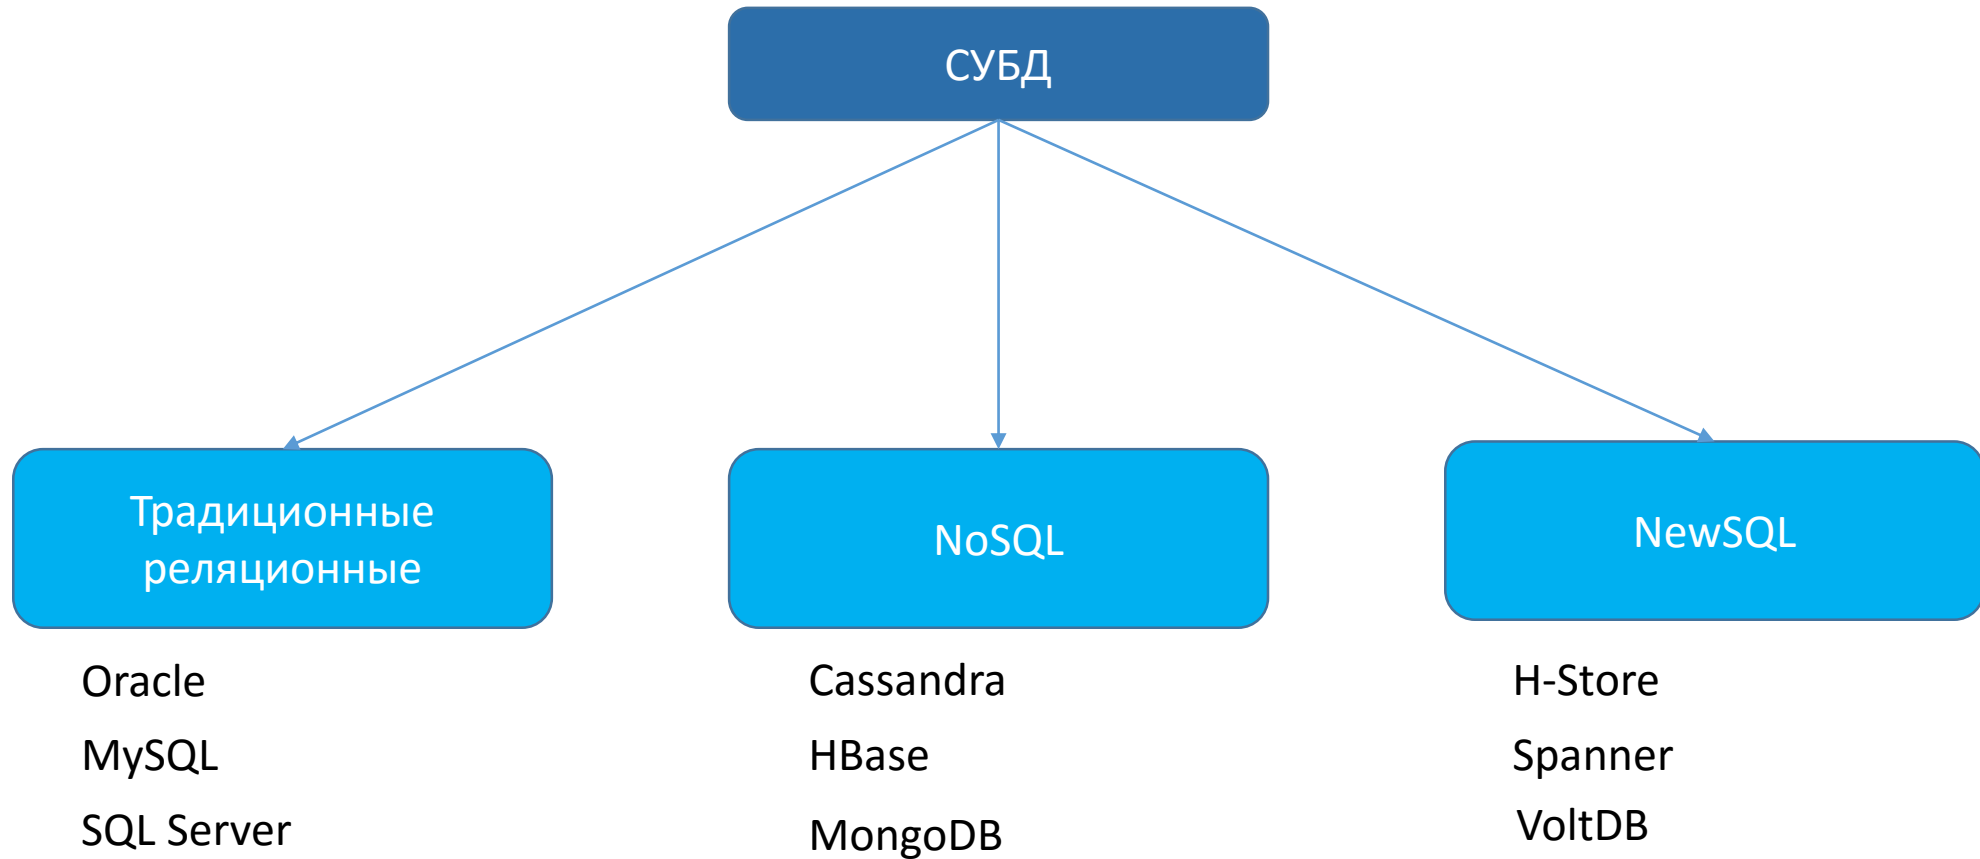 СУБД
Традиционные
реляционные
NoSQL
NewSQL
Oracle
MySQL
SQL Server
Cassandra
HBase
MongoDB
H-Store
Spanner
VoltDB